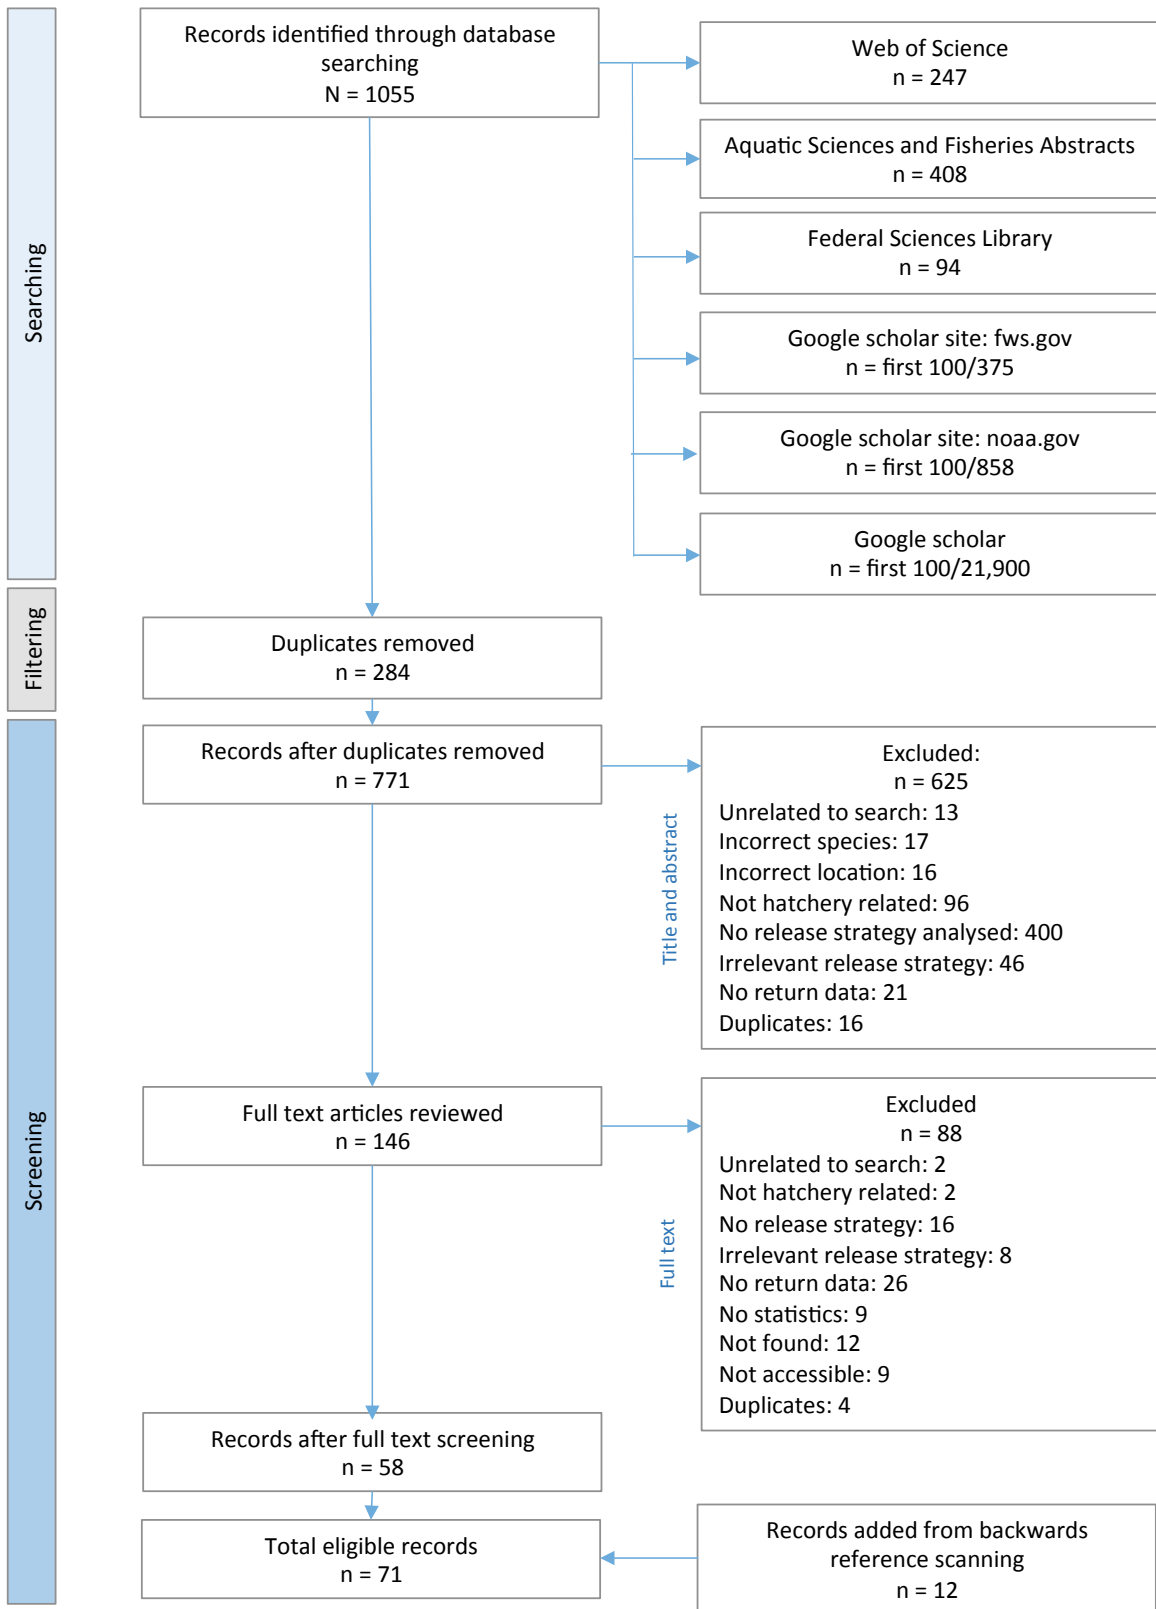 Records identified through database
searching
N = 1055
Web of Science
n = 247
Aquatic Sciences and Fisheries Abstracts
n = 408
Federal Sciences Library
n = 94
Google scholar site: fws.gov
n = first 100/375
Google scholar site: noaa.gov
n = first 100/858
Google scholar
n = first 100/21,900
Searching
Filtering
Duplicates removed
n = 284
Screening
Records after duplicates removed
n = 771
Title and abstract
Excluded:
n = 625
Unrelated to search: 13
Incorrect species: 17
Incorrect location: 16
Not hatchery related: 96
No release strategy analysed: 400
Irrelevant release strategy: 46
No return data: 21
Duplicates: 16
Full text articles reviewed
n = 146
Full text
Excluded
n = 88
Unrelated to search: 2
Not hatchery related: 2
No release strategy: 16
Irrelevant release strategy: 8
No return data: 26
No statistics: 9
Not found: 12
Not accessible: 9
Duplicates: 4
Records after full text screening
n = 58
Total eligible records
n = 71
Records added from backwards
reference scanning
n = 12